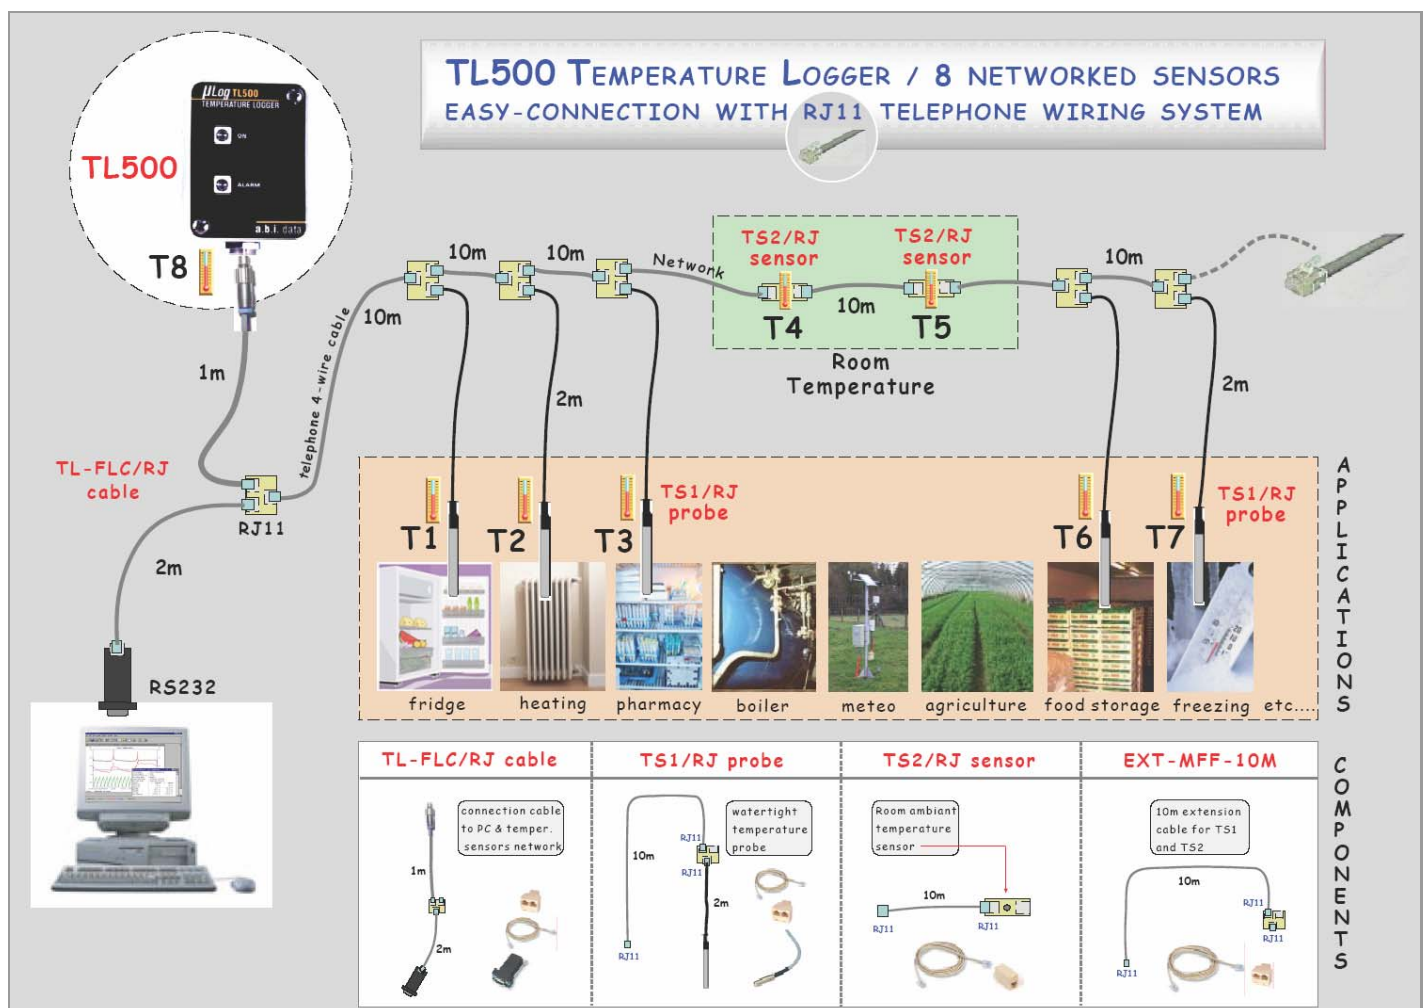 TL500 TEMPERATURE LOGGER / 8 NETWORKED SENSORS
EASY-CONNECTION WITH RJ11 TELEPHONE WIRING SYSTEM
µLog TL500
TEMPERATURE LOGGER
ON
ALARM
a.b.i. data
TL500
T8
1m
TL-FLC/RJ
cable
RJ11
2m
RS232
telephone 4-wire cable
10m
10m
10m
Network
TS2/RJ
sensor
TS2/RJ
sensor
T4
10m
T5
Room
Temperature
10m
2m
2m
T1
T2
T3
TS1/RJ
probe
T6
T7
TS1/RJ
probe
fridge
heating
pharmacy
boiler
meteo
agriculture
food storage
freezing
etc....
APPLICATIONS
TL-FLC/RJ cable
connection cable
to PC & temper.
sensors network
1m
2m
TS1/RJ probe
watertight
temperature
probe
10m
RJ11
RJ11
2m
RJ11
TS2/RJ sensor
Room ambiant
temperature
sensor
10m
RJ11
RJ11
EXT-MFF-10M
10m extension
cable for TS1
and TS2
10m
RJ11
RJ11
RJ11
COMPONENTS